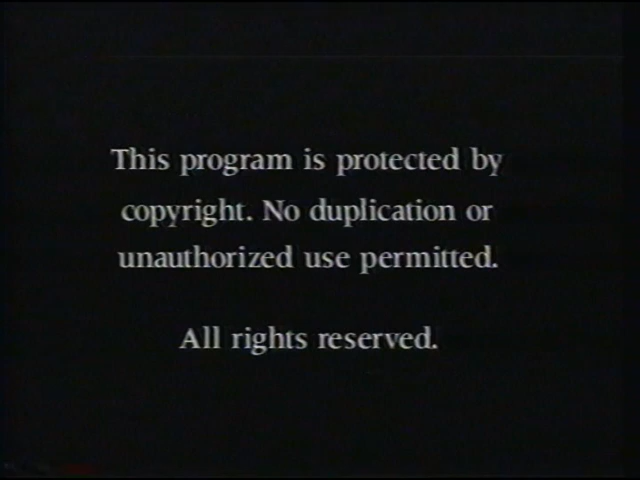 This program is protected by
copyright. No duplication or
unauthorized use permitted.
All rights reserved.